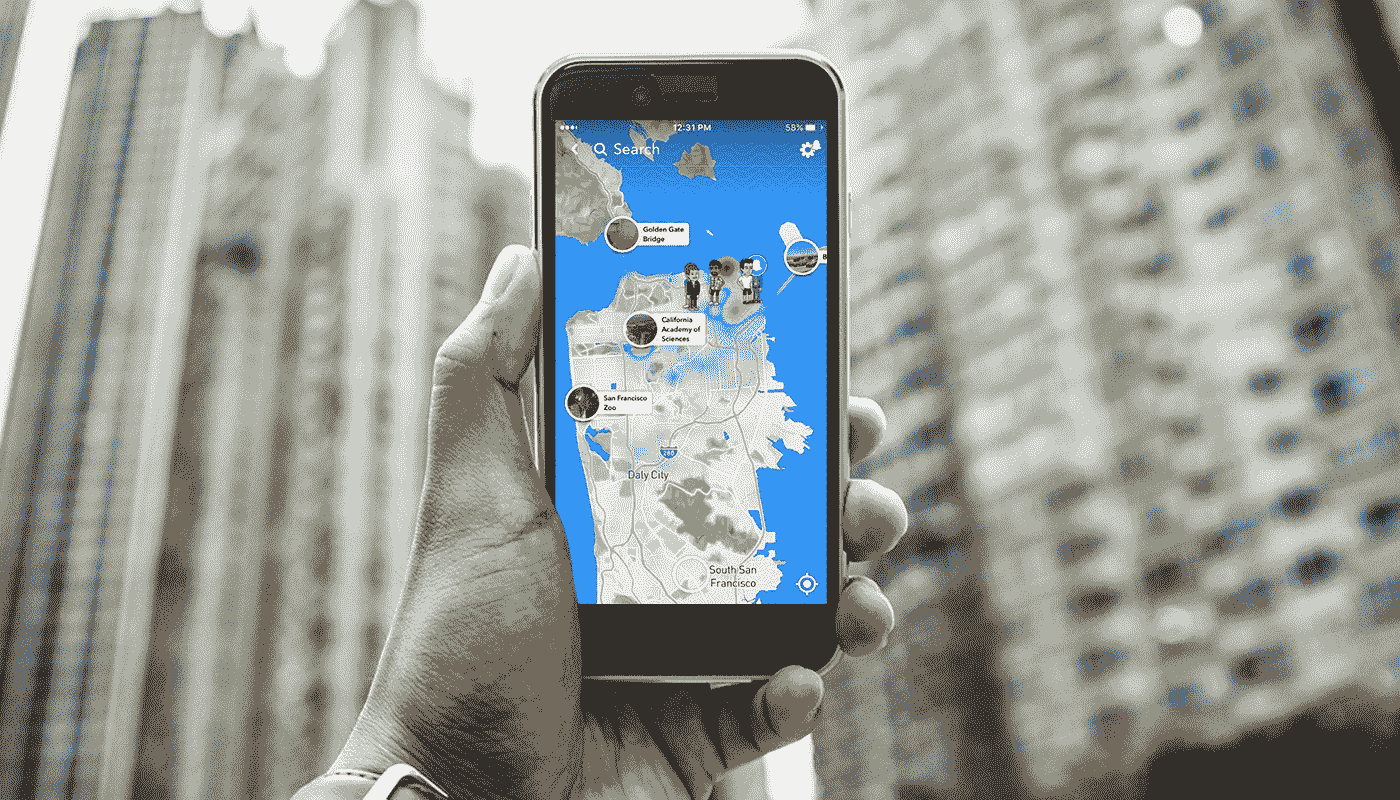 12:31 PM
58%
Search
Golden Gate
Bridge
B
California
Academy of
Sciences
San Francisco
Zoo
280
Daly City
South San
Francisco